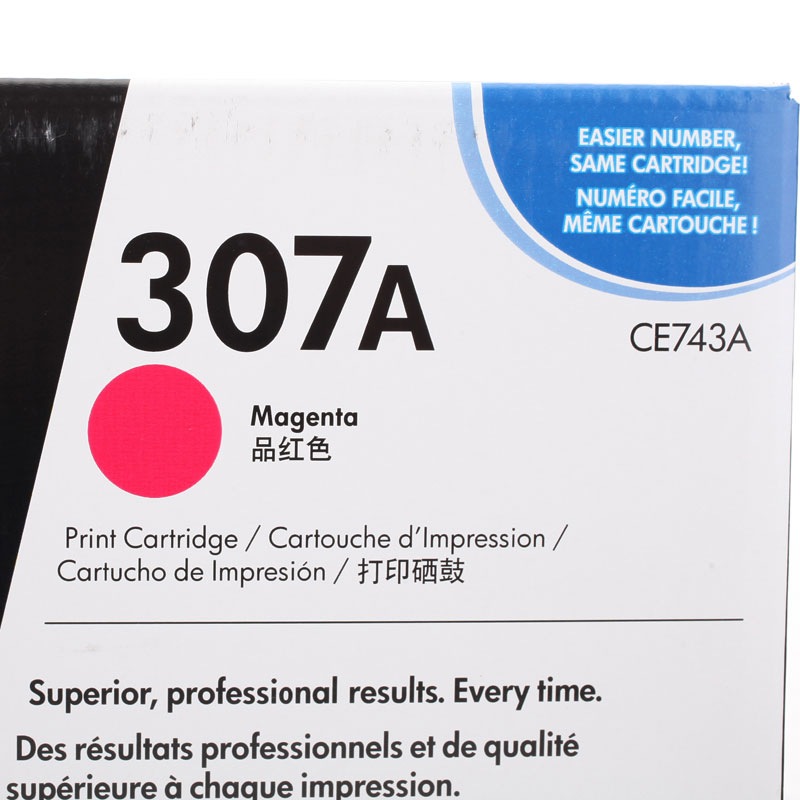 EASIER NUMBER,
SAME CARTRIDGE!
NUMÉRO FACILE,
MÊME CARTOUCHE !
307A
CE743A
Magenta
品红色
Print Cartridge / Cartouche d'Impression /
Cartucho de Impresión / 打印硒鼓
Superior, professional results. Every time.
Des résultats professionnels et de qualité
supérieure à chaque impression.